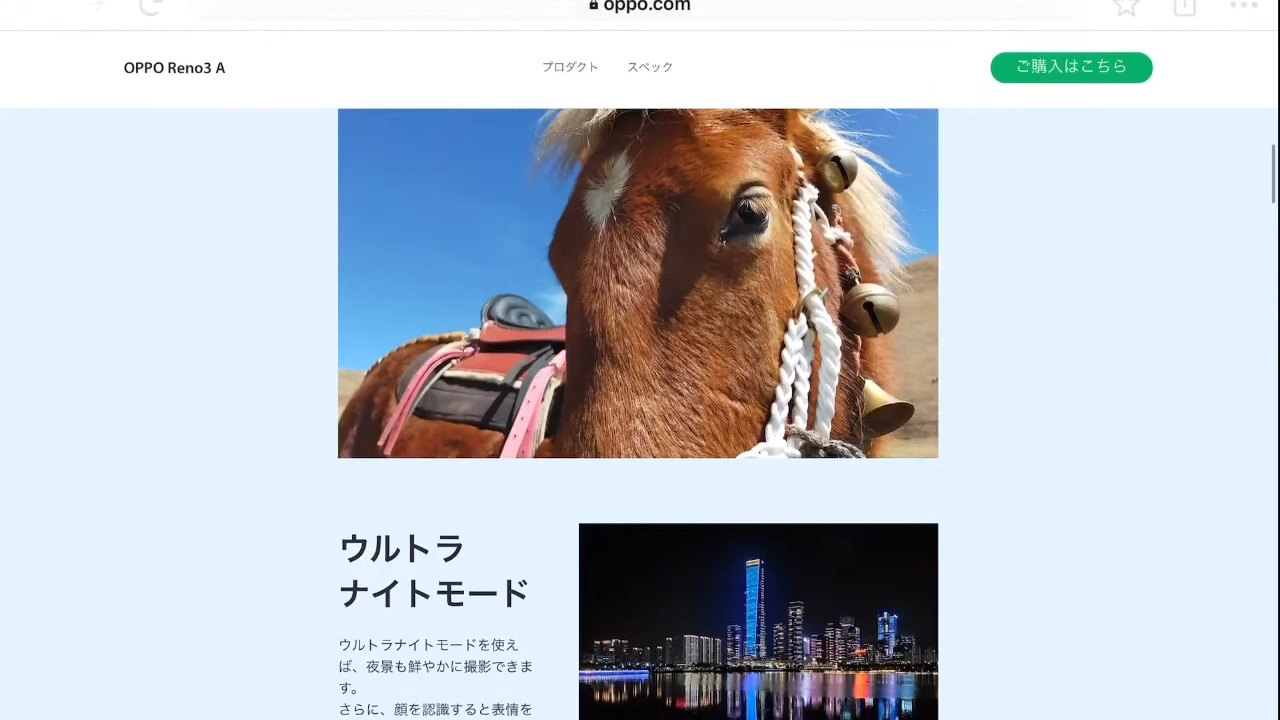 oppo.com
OPPO Reno3 A
プロダクト
スペック
ご購入はこちら
ウルトラ
ナイトモード
ウルトラナイトモードを使え
ば、夜景も鮮やかに撮影できま
す。
さらに、顔を認識すると表情を